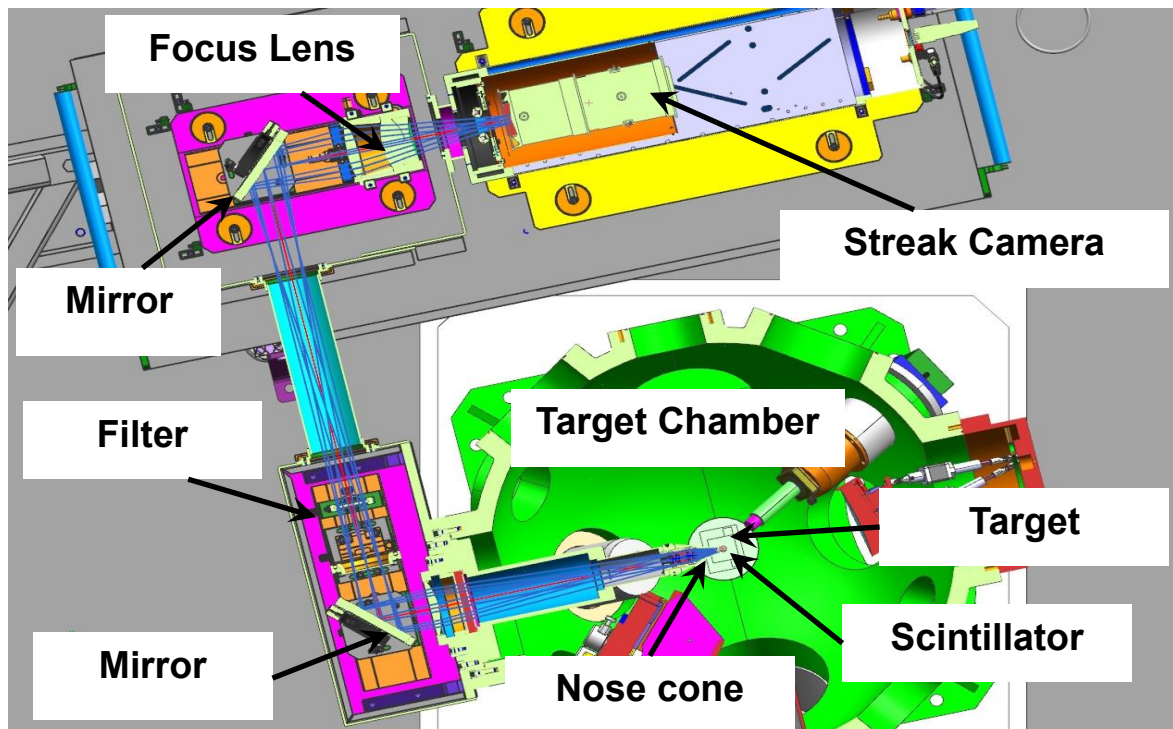 Focus Lens
Streak Camera
Mirror
Filter
Target Chamber
Target
Scintillator
Mirror
Nose cone